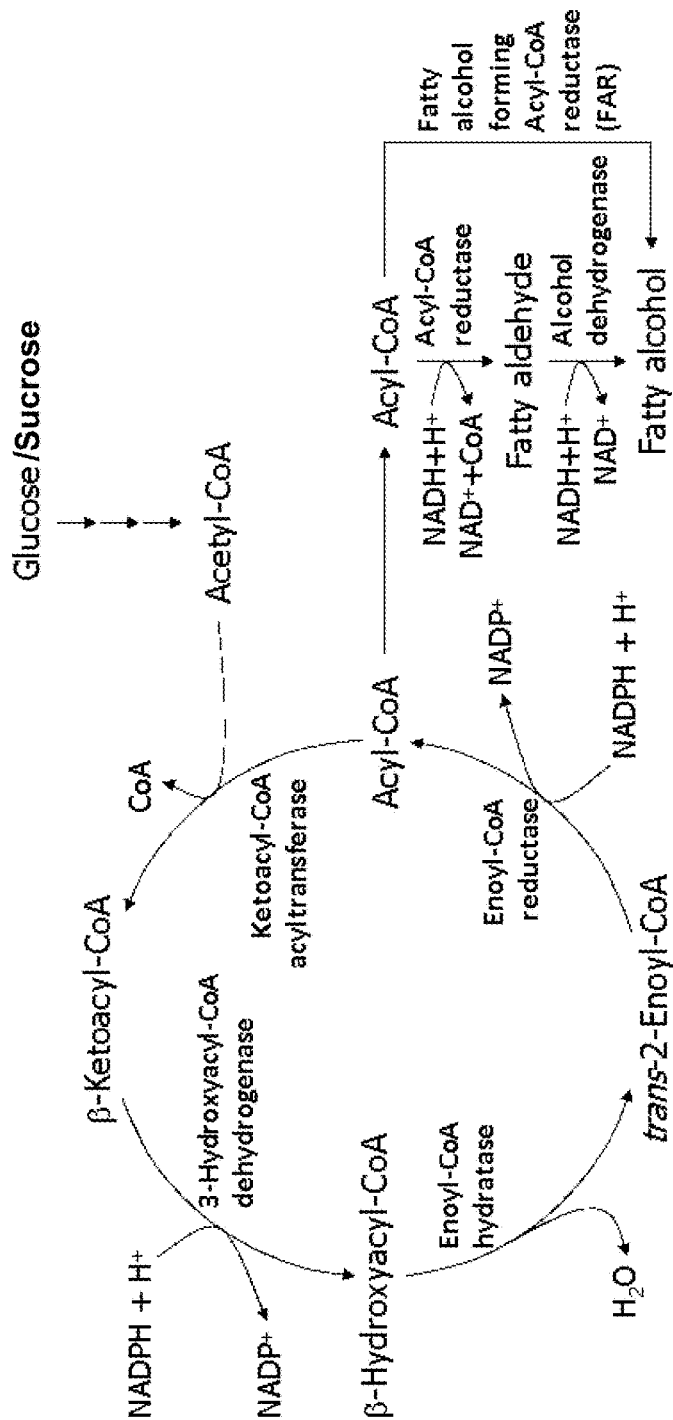 Glucose/Sucrose
Acetyl-CoA
CoA
β-Ketoacyl-CoA
Ketoacyl-CoA
acyltransferase
NADPH + H⁺
3-Hydroxyacyl-CoA
dehydrogenase
NADP⁺
β-Hydroxyacyl-CoA
Enoyl-CoA
hydratase
H₂O
trans-2-Enoyl-CoA
Enoyl-CoA
reductase
NADP⁺
NADPH + H⁺
Acyl-CoA
Acyl-CoA
NADH+H⁺
NAD⁺+CoA
Acyl-CoA
reductase
Fatty aldehyde
NADH+H⁺
NAD⁺
Alcohol
dehydrogenase
Fatty alcohol
Fatty
alcohol
forming
Acyl-CoA
reductase
(FAR)